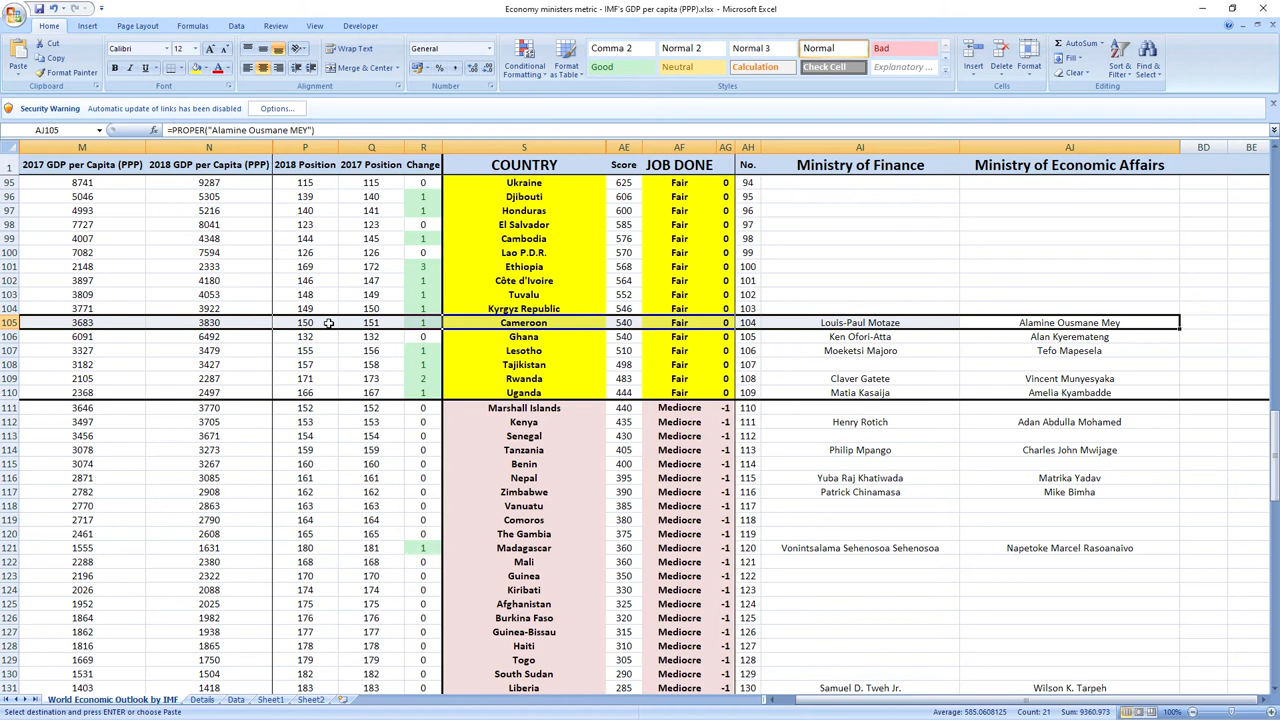 Economy ministers metric - IMF's GDP per capita (PPP).xlsx - Microsoft Excel
Home Insert Page Layout Formulas Data Review View Developer
Paste Cut Copy Format Painter Clipboard
Calibri 12 Font
Wrap Text Merge & Center Alignment
General Number
Conditional Formatting Format as Table
Comma 2 Normal 2 Normal 3 Normal Bad
Good Neutral Calculation Check Cell Explanatory ...
Styles
Insert Delete Format Cells
AutoSum Fill Clear Sort & Filter Find & Select Editing
Security Warning Automatic update of links has been disabled Options...
AJ105 =PROPER("Alamine Ousmane MEY")
M N P Q R S AE AF AG AH AI AJ BD BE
1 2017 GDP per Capita (PPP) 2018 GDP per Capita (PPP) 2018 Position 2017 Position Change COUNTRY Score JOB DONE No. Ministry of Finance Ministry of Economic Affairs
95 8741 9287 115 115 0 Ukraine 625 Fair 0 94
96 5046 5305 139 140 1 Djibouti 606 Fair 0 95
97 4993 5216 140 141 1 Honduras 600 Fair 0 96
98 7727 8041 123 123 0 El Salvador 585 Fair 0 97
99 4007 4348 144 145 1 Cambodia 576 Fair 0 98
100 7082 7594 126 126 0 Lao P.D.R. 576 Fair 0 99
101 2148 2333 169 172 3 Ethiopia 568 Fair 0 100
102 3897 4180 146 147 1 Côte d'Ivoire 564 Fair 0 101
103 3809 4053 148 149 1 Tuvalu 552 Fair 0 102
104 3771 3922 149 150 1 Kyrgyz Republic 546 Fair 0 103
105 3683 3830 150 151 1 Cameroon 540 Fair 0 104 Louis-Paul Motaze Alamine Ousmane Mey
106 6091 6492 132 132 0 Ghana 540 Fair 0 105 Ken Ofori-Atta Alan Kyeremateng
107 3327 3479 155 156 1 Lesotho 510 Fair 0 106 Moeketsi Majoro Tefo Mapesela
108 3182 3427 157 158 1 Tajikistan 498 Fair 0 107
109 2105 2287 171 173 2 Rwanda 483 Fair 0 108 Claver Gatete Vincent Munyesyaka
110 2368 2497 166 167 1 Uganda 444 Fair 0 109 Matia Kasaija Amelia Kyambadde
111 3646 3770 152 152 0 Marshall Islands 440 Mediocre -1 110
112 3497 3705 153 153 0 Kenya 435 Mediocre -1 111 Henry Rotich Adan Abdulla Mohamed
113 3456 3671 154 154 0 Senegal 430 Mediocre -1 112
114 3078 3273 159 159 0 Tanzania 405 Mediocre -1 113 Philip Mpango Charles John Mwijage
115 3074 3267 160 160 0 Benin 400 Mediocre -1 114
116 2871 3085 161 161 0 Nepal 395 Mediocre -1 115 Yuba Raj Khatiwada Matrika Yadav
117 2782 2908 162 162 0 Zimbabwe 390 Mediocre -1 116 Patrick Chinamasa Mike Bimha
118 2770 2863 163 163 0 Vanuatu 385 Mediocre -1 117
119 2717 2790 164 164 0 Comoros 380 Mediocre -1 118
120 2461 2608 165 165 0 The Gambia 375 Mediocre -1 119
121 1555 1631 180 181 1 Madagascar 360 Mediocre -1 120 Vonintsalama Sehenosoa Sehenosoa Napetoke Marcel Rasoanaivo
122 2288 2380 168 168 0 Mali 360 Mediocre -1 121
123 2196 2322 170 170 0 Guinea 350 Mediocre -1 122
124 2026 2088 174 174 0 Kiribati 330 Mediocre -1 123
125 1952 2025 175 175 0 Afghanistan 325 Mediocre -1 124
126 1864 1982 176 176 0 Burkina Faso 320 Mediocre -1 125
127 1862 1938 177 177 0 Guinea-Bissau 315 Mediocre -1 126
128 1816 1865 178 178 0 Haiti 310 Mediocre -1 127
129 1669 1750 179 179 0 Togo 305 Mediocre -1 128
130 1531 1504 182 182 0 South Sudan 290 Mediocre -1 129
131 1403 1418 183 183 0 Liberia 285 Mediocre -1 130 Samuel D. Tweh Jr. Wilson K. Tarpeh
World Economic Outlook by IMF Details Data Sheet1 Sheet2
Select destination and press ENTER or choose Paste Average: 585.0608125 Count: 21 Sum: 9360.973 100%